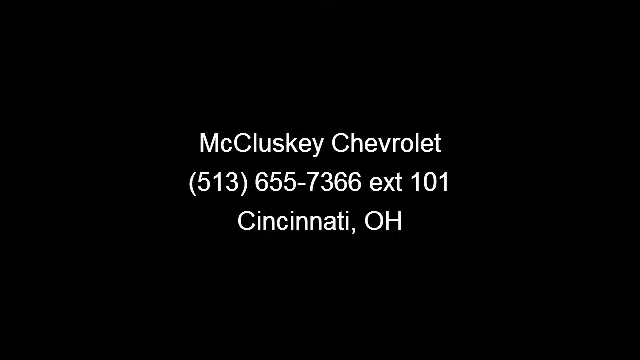 McCluskey Chevrolet
(513) 655-7366 ext 101
Cincinnati, OH